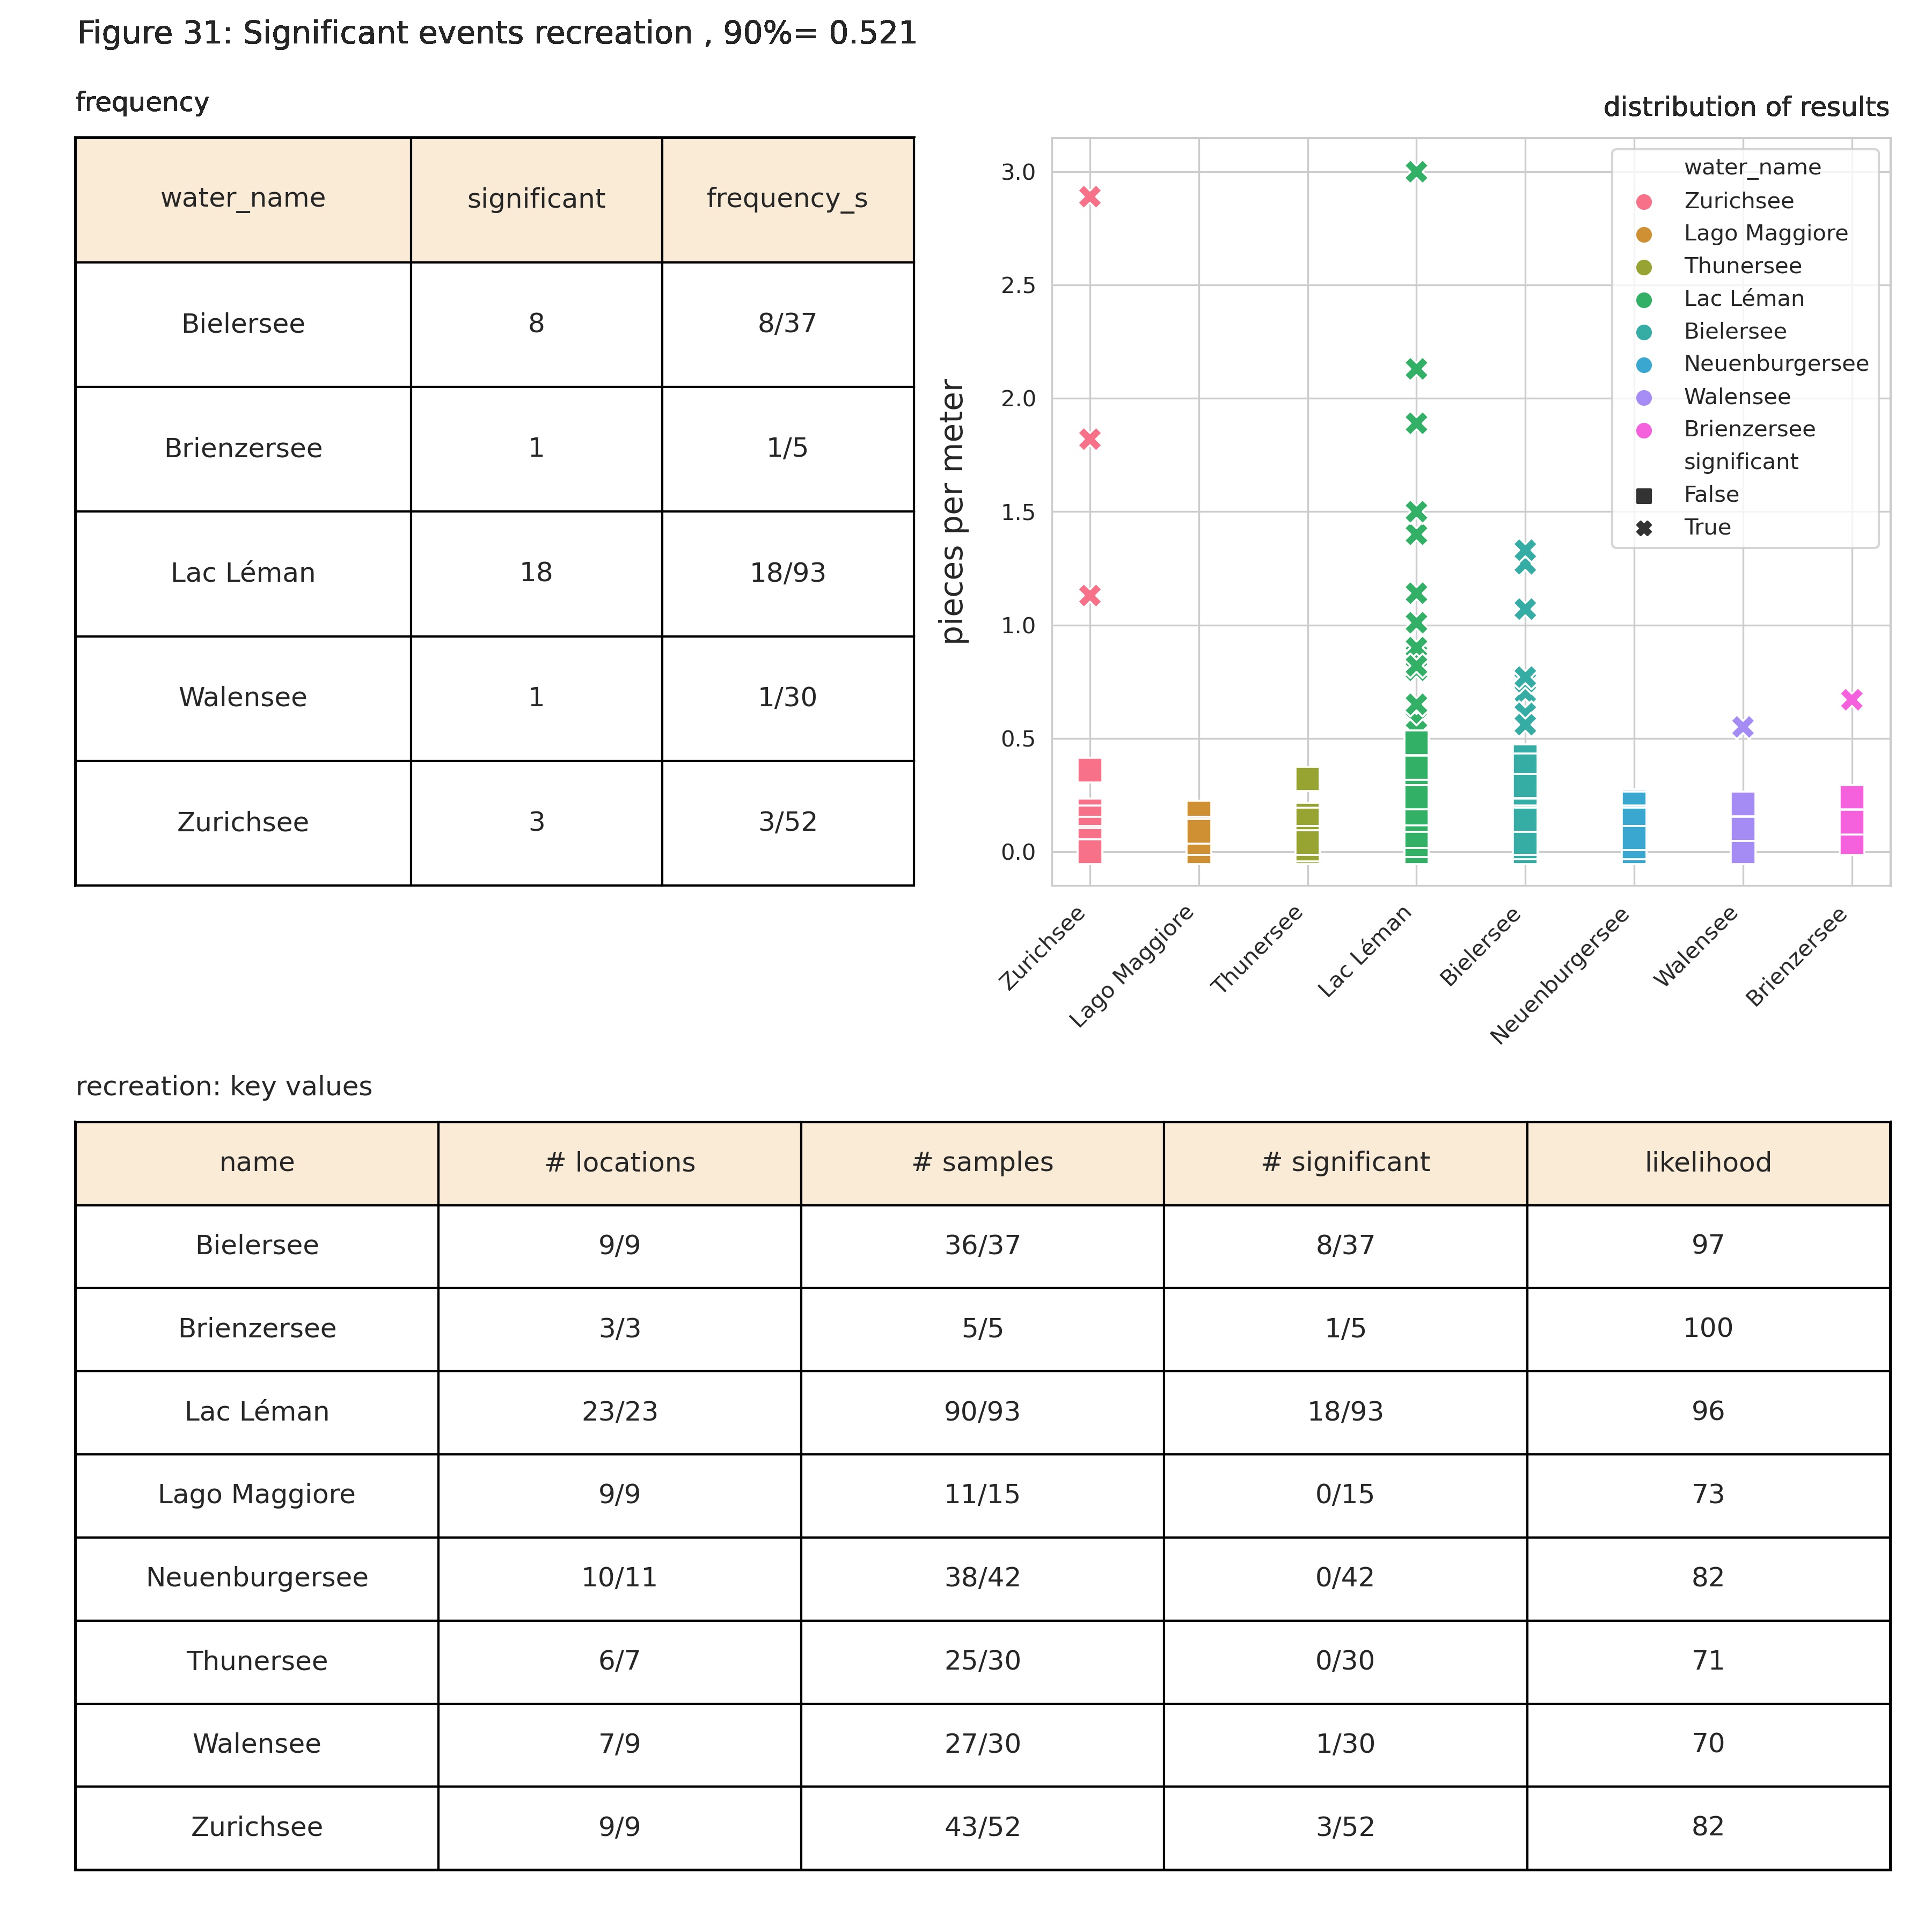 Figure 31: Significant events recreation , 90%= 0.521
frequency
water_name significant frequency_s
Bielersee 8 8/37
Brienzersee 1 1/5
Lac Léman 18 18/93
Walensee 1 1/30
Zurichsee 3 3/52
distribution of results
pieces per meter
3.0
2.5
2.0
1.5
1.0
0.5
0.0
water_name
Zurichsee
Lago Maggiore
Thunersee
Lac Léman
Bielersee
Neuenburgersee
Walensee
Brienzersee
significant
False
True
Zurichsee
Lago Maggiore
Thunersee
Lac Léman
Bielersee
Neuenburgersee
Walensee
Brienzersee
recreation: key values
name # locations # samples # significant likelihood
Bielersee 9/9 36/37 8/37 97
Brienzersee 3/3 5/5 1/5 100
Lac Léman 23/23 90/93 18/93 96
Lago Maggiore 9/9 11/15 0/15 73
Neuenburgersee 10/11 38/42 0/42 82
Thunersee 6/7 25/30 0/30 71
Walensee 7/9 27/30 1/30 70
Zurichsee 9/9 43/52 3/52 82